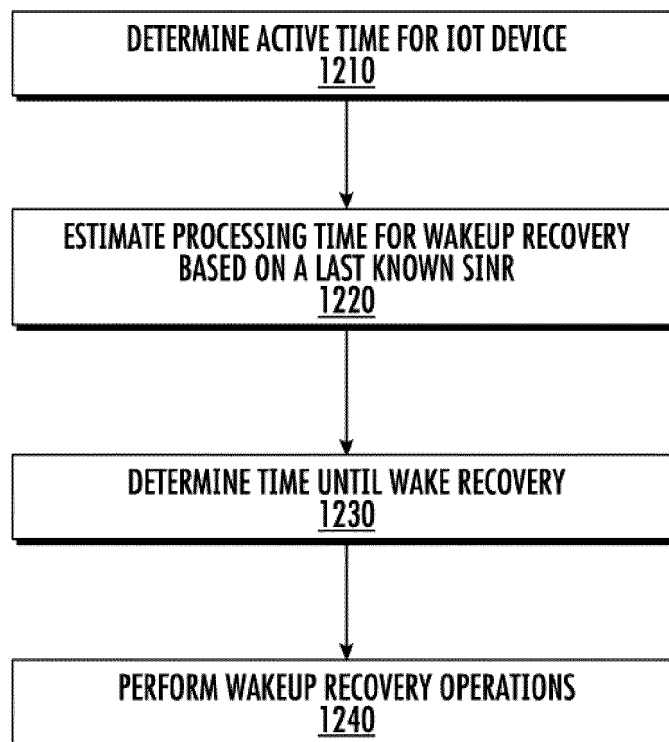 DETERMINE ACTIVE TIME FOR IOT DEVICE
1210
ESTIMATE PROCESSING TIME FOR WAKEUP RECOVERY
BASED ON A LAST KNOWN SINR
1220
DETERMINE TIME UNTIL WAKE RECOVERY
1230
PERFORM WAKEUP RECOVERY OPERATIONS
1240